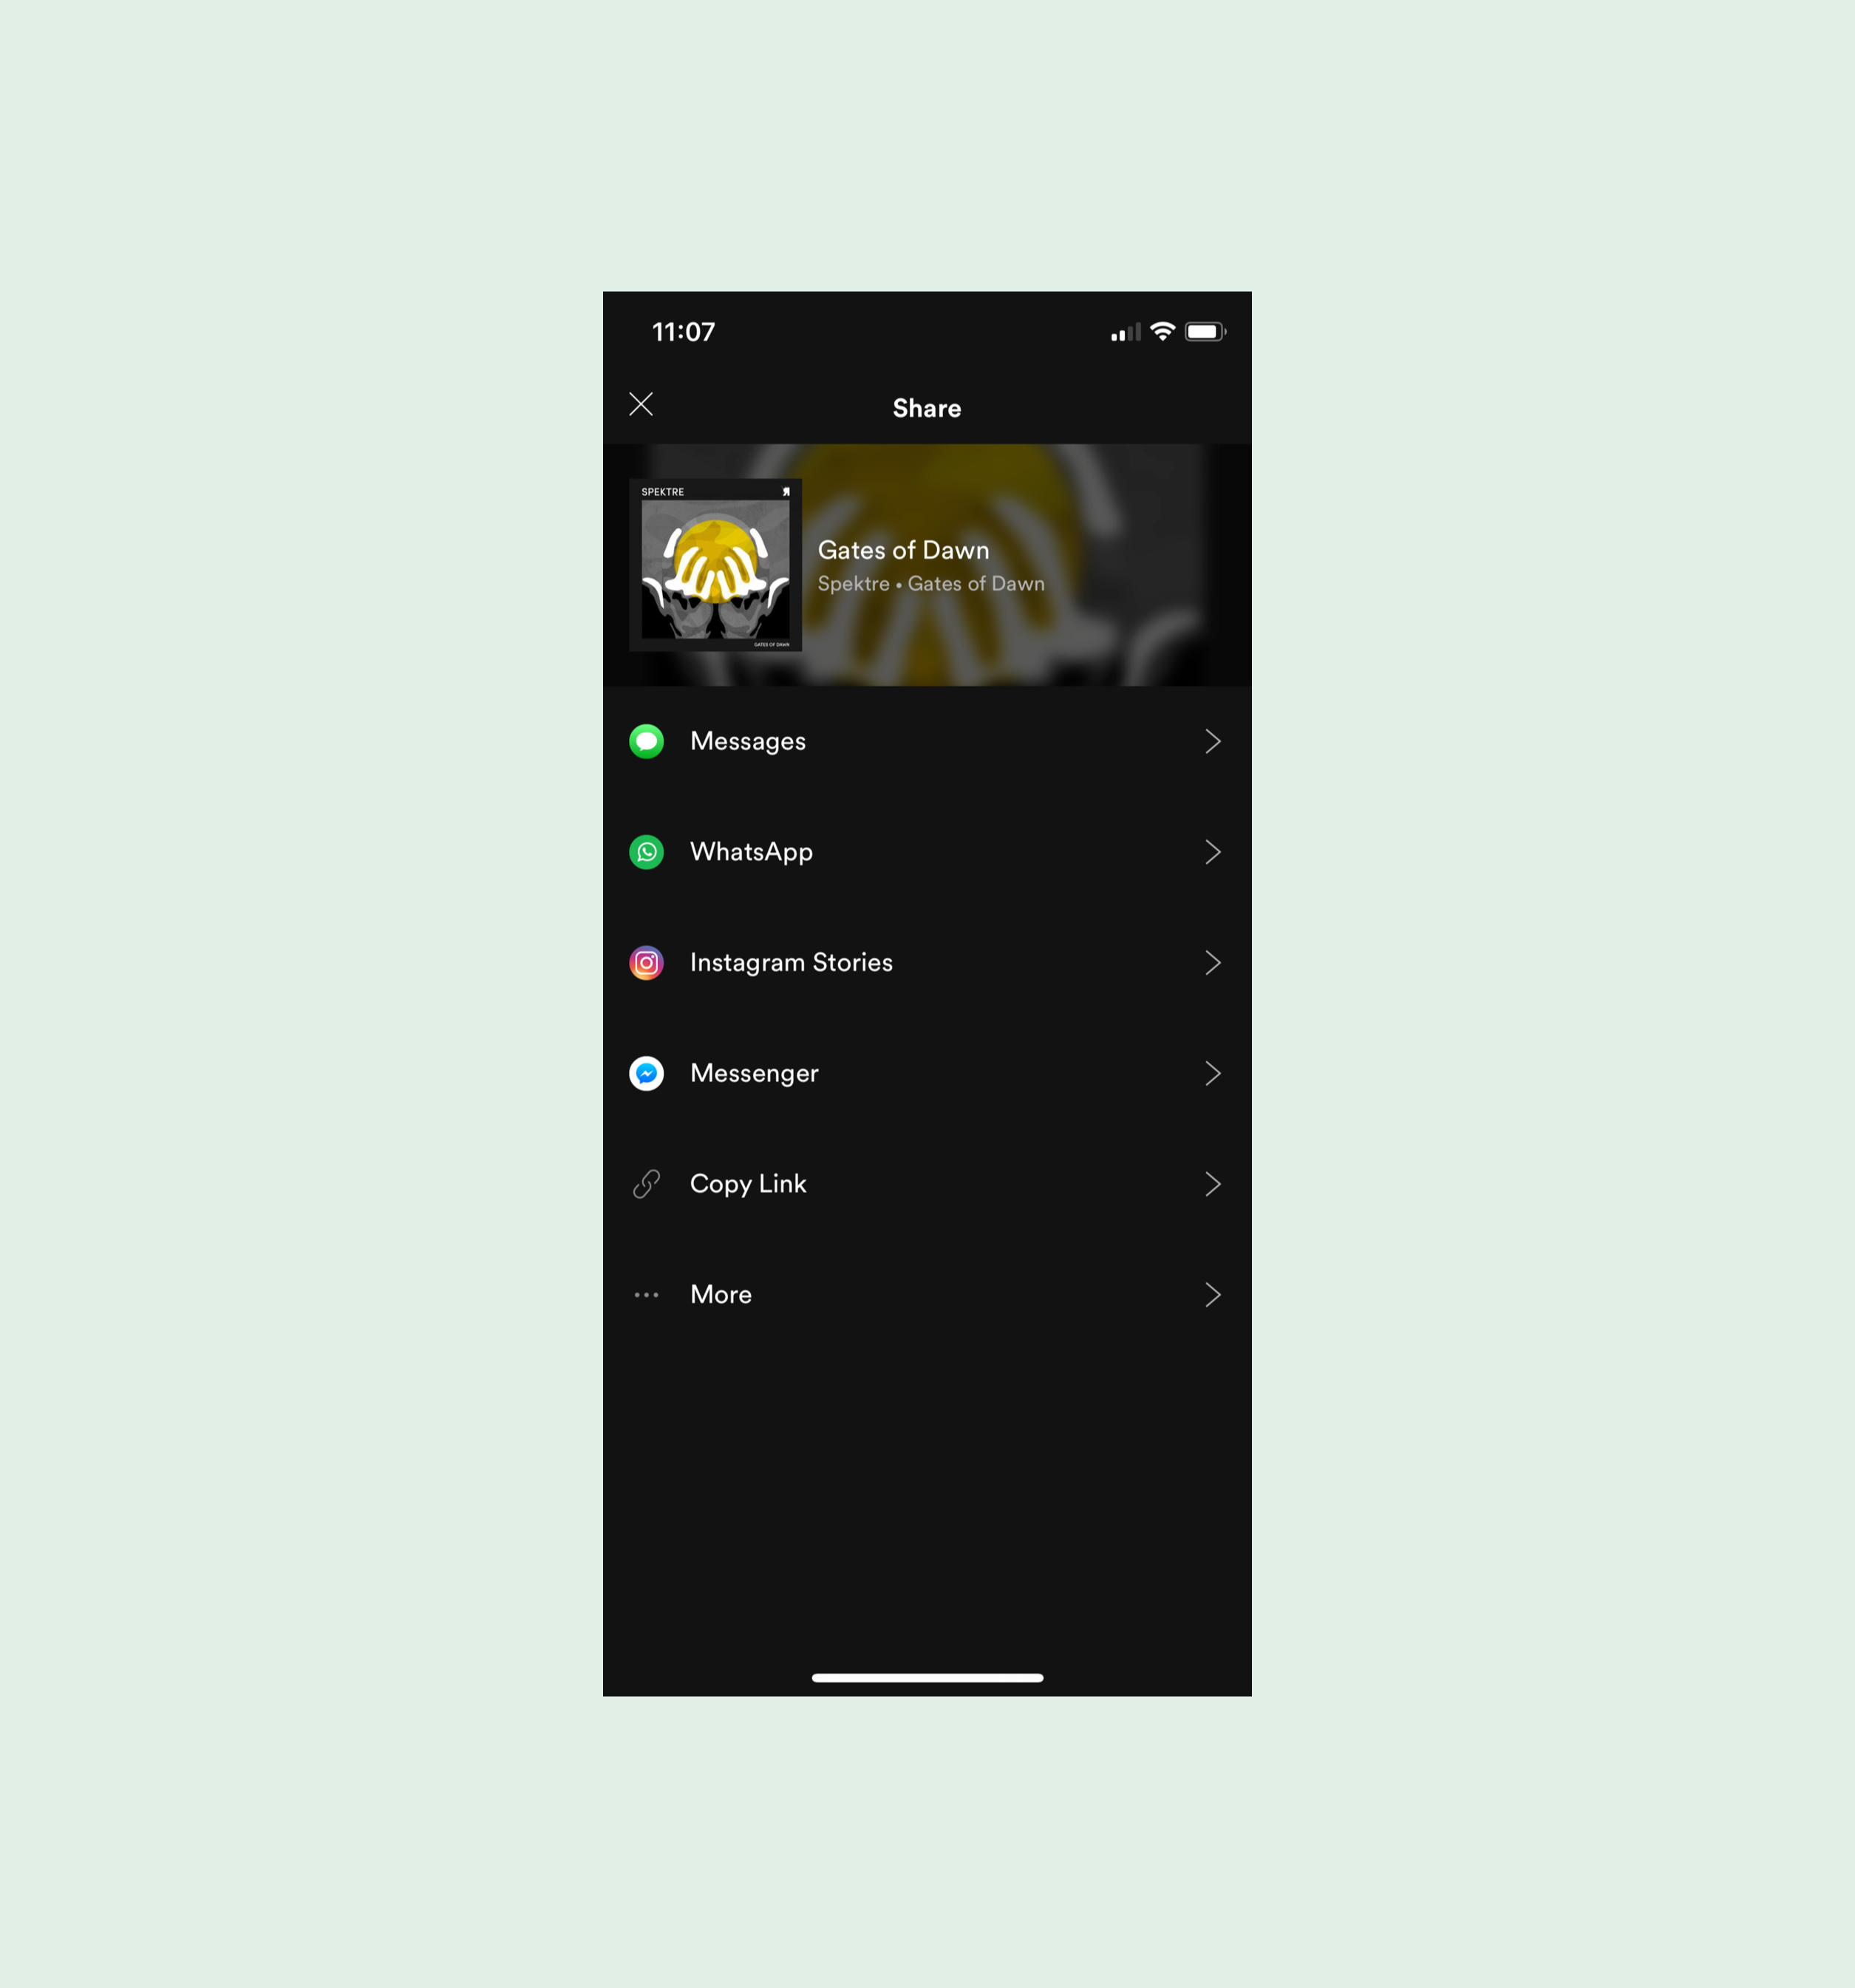 11:07
Share
SPEKTRE
GATES OF DAWN
Gates of Dawn
Spektre • Gates of Dawn
Messages
WhatsApp
Instagram Stories
Messenger
Copy Link
More